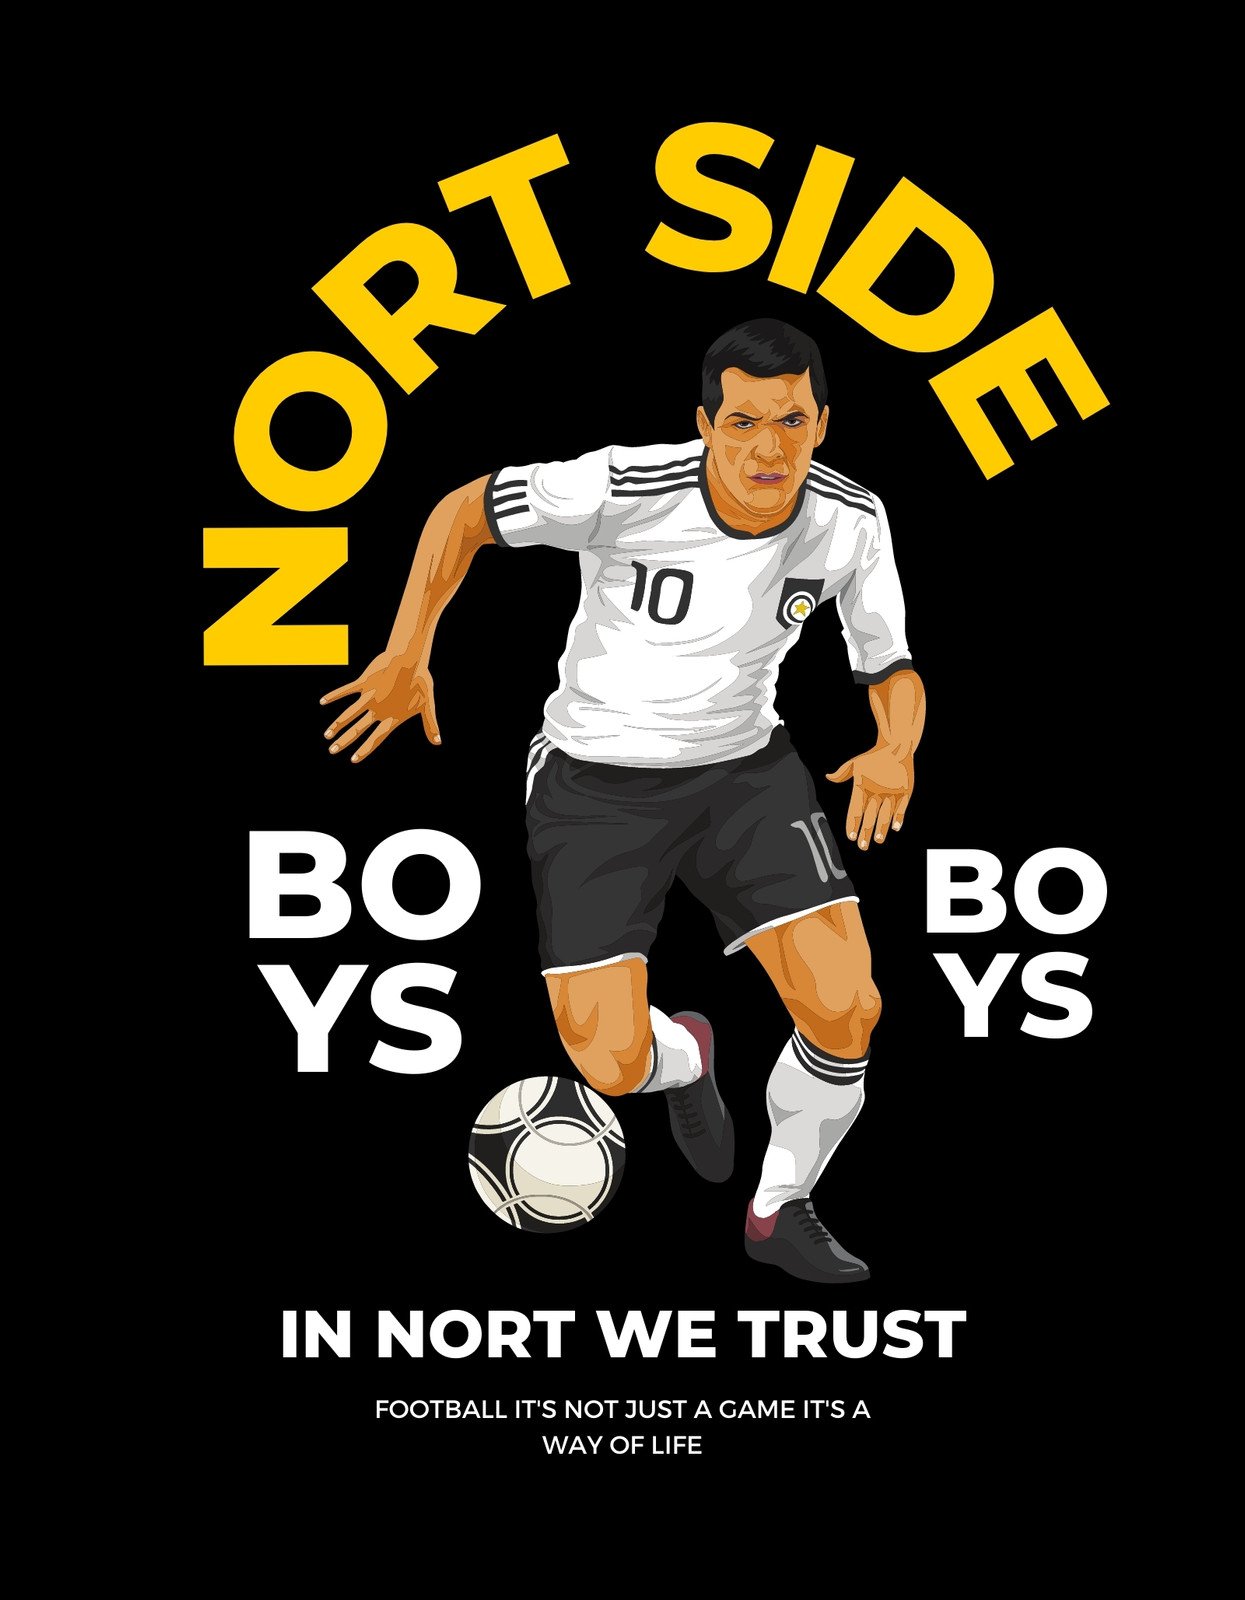 NORT SIDE
10
10
BO
YS
BO
YS
IN NORT WE TRUST
FOOTBALL IT'S NOT JUST A GAME IT'S A
WAY OF LIFE